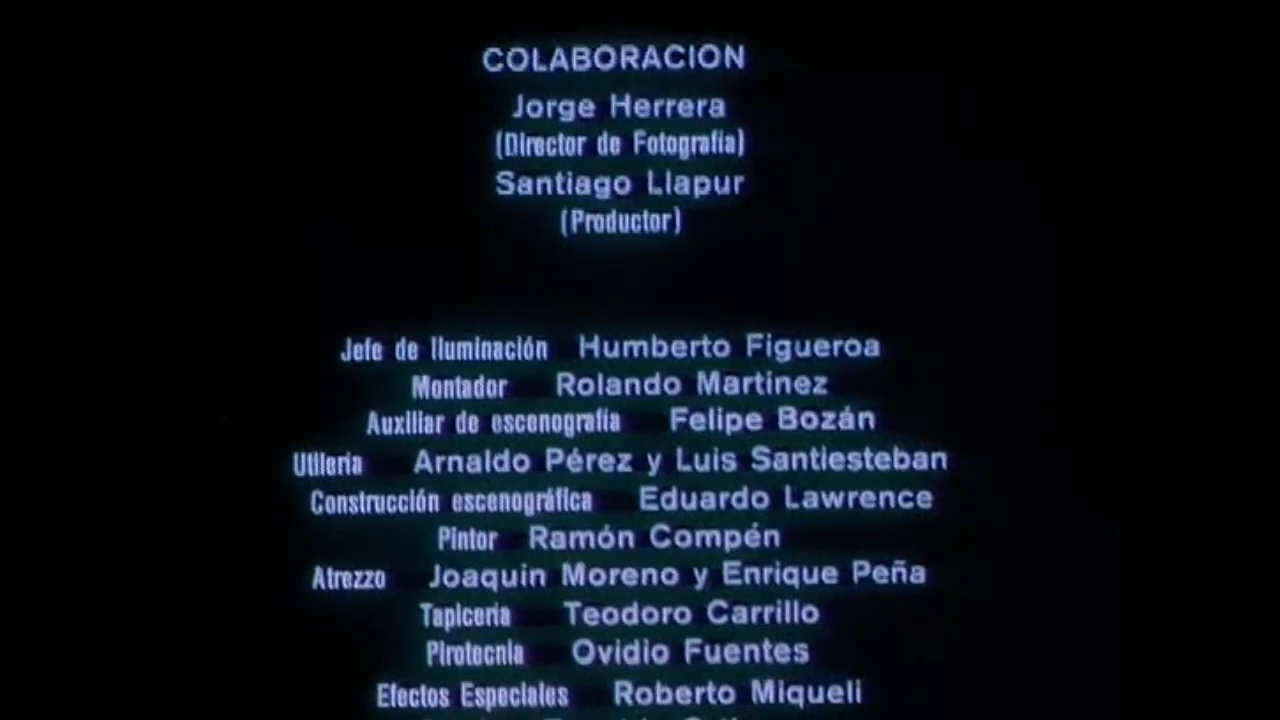 COLABORACION
Jorge Herrera
(Director de Fotografía)
Santiago Llapur
(Productor)
Jefe de Iluminación Humberto Figueroa
Montador Rolando Martínez
Auxiliar de escenografía Felipe Bozán
Utilería Arnaldo Pérez y Luis Santiesteban
Construcción escenográfica Eduardo Lawrence
Pintor Ramón Compén
Atrezzo Joaquín Moreno y Enrique Peña
Tapicería Teodoro Carrillo
Pirotecnia Ovidio Fuentes
Efectos Especiales Roberto Miqueli